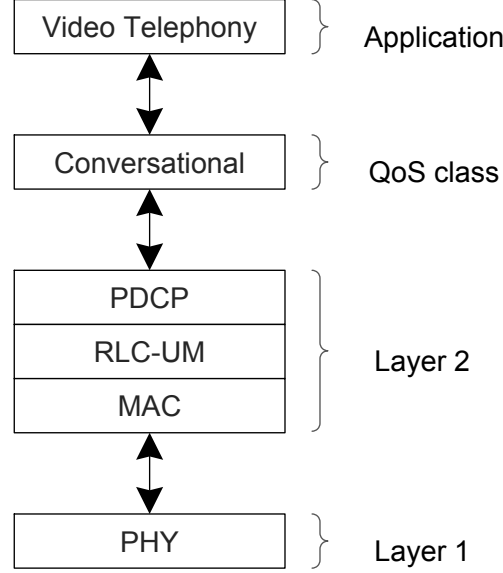 Video Telephony
Application
Conversational
QoS class
PDCP
RLC-UM
Layer 2
MAC
PHY
Layer 1